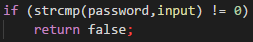 if (strcmp(password,input) != 0)
    return false;